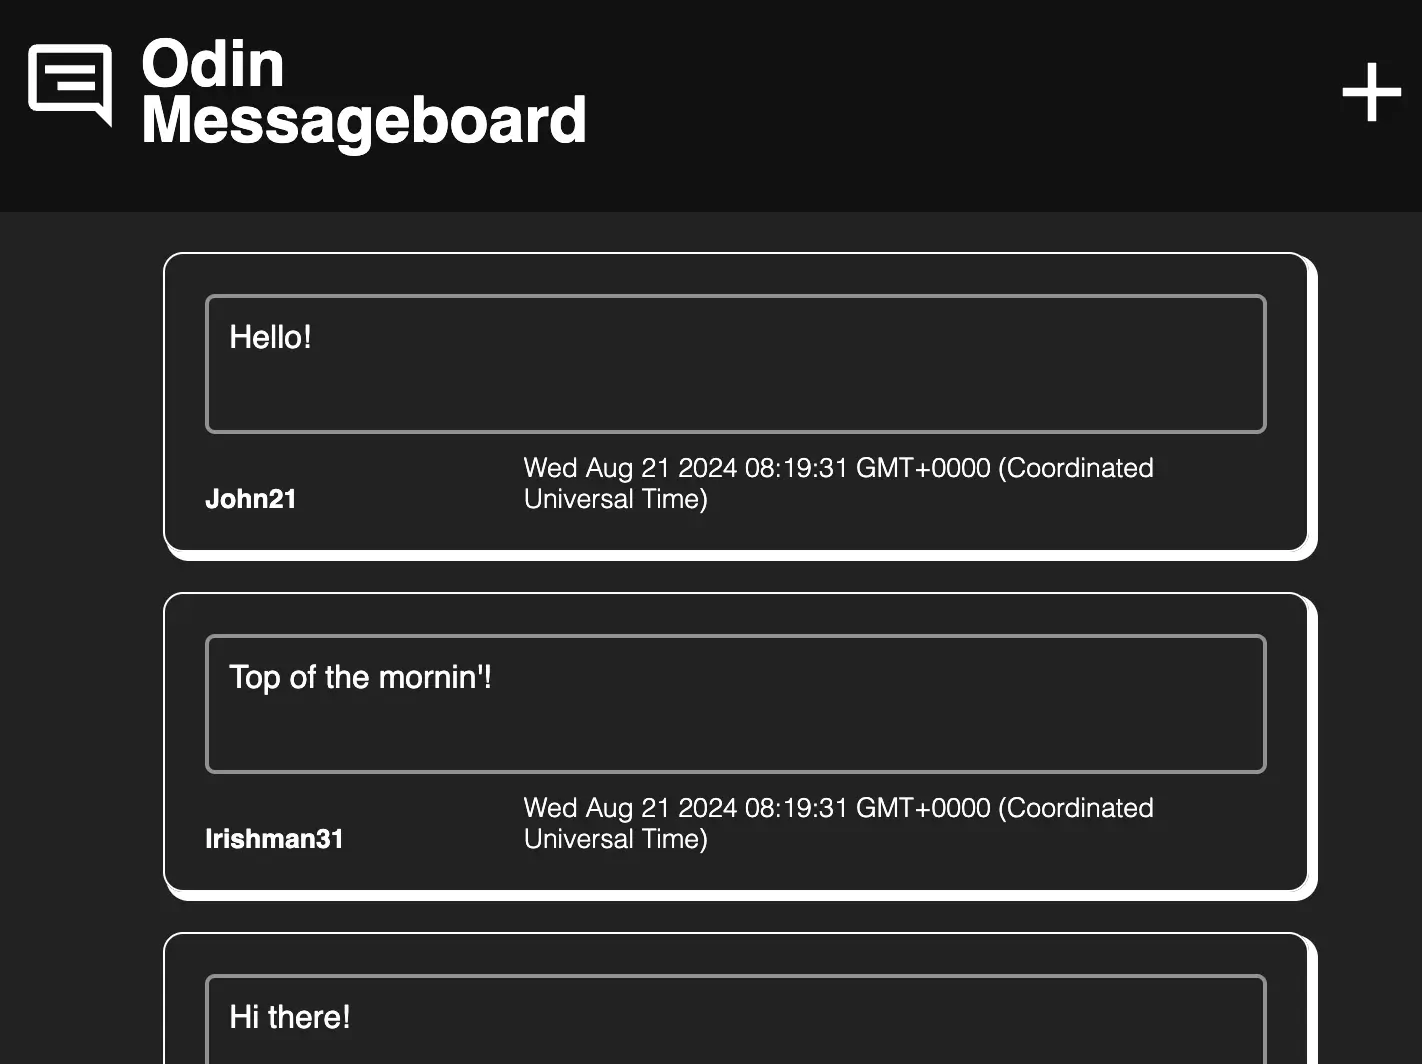 Odin
Messageboard
Hello!
Wed Aug 21 2024 08:19:31 GMT+0000 (Coordinated
John21
Universal Time)
Top of the mornin'!
Wed Aug 21 2024 08:19:31 GMT+0000 (Coordinated
Irishman31
Universal Time)
Hi there!